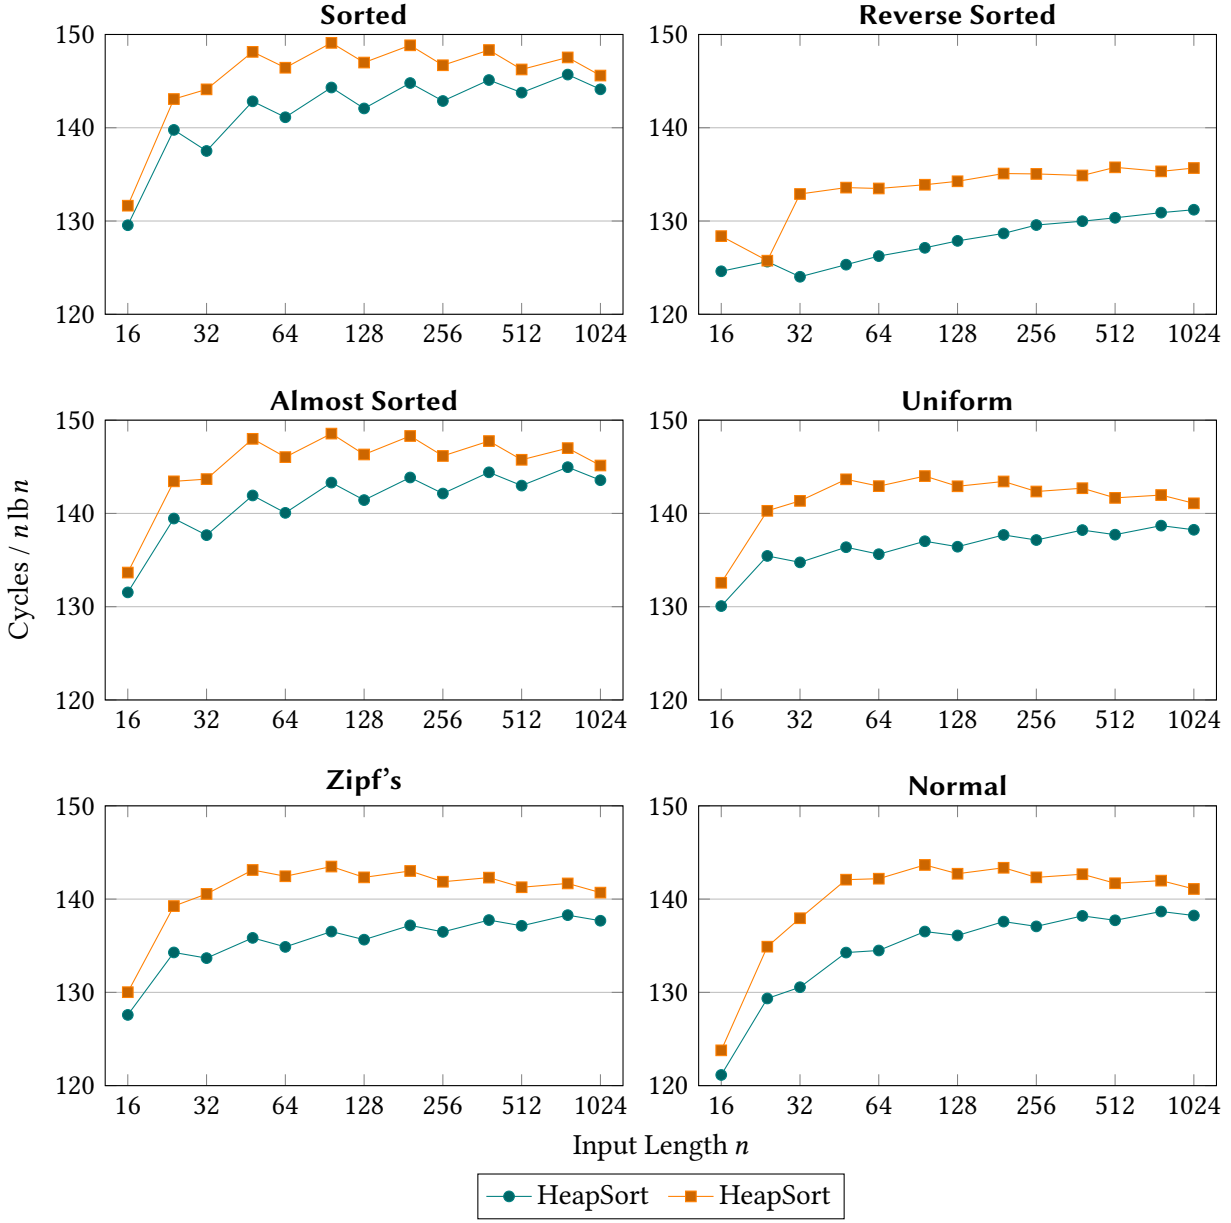 Sorted
Reverse Sorted
150
140
130
120
16 32 64 128 256 512 1024
150
140
130
120
16 32 64 128 256 512 1024
Almost Sorted
Uniform
150
140
130
120
16 32 64 128 256 512 1024
150
140
130
120
16 32 64 128 256 512 1024
Cycles / n lb n
Zipf’s
Normal
150
140
130
120
16 32 64 128 256 512 1024
150
140
130
120
16 32 64 128 256 512 1024
Input Length n
HeapSort HeapSort